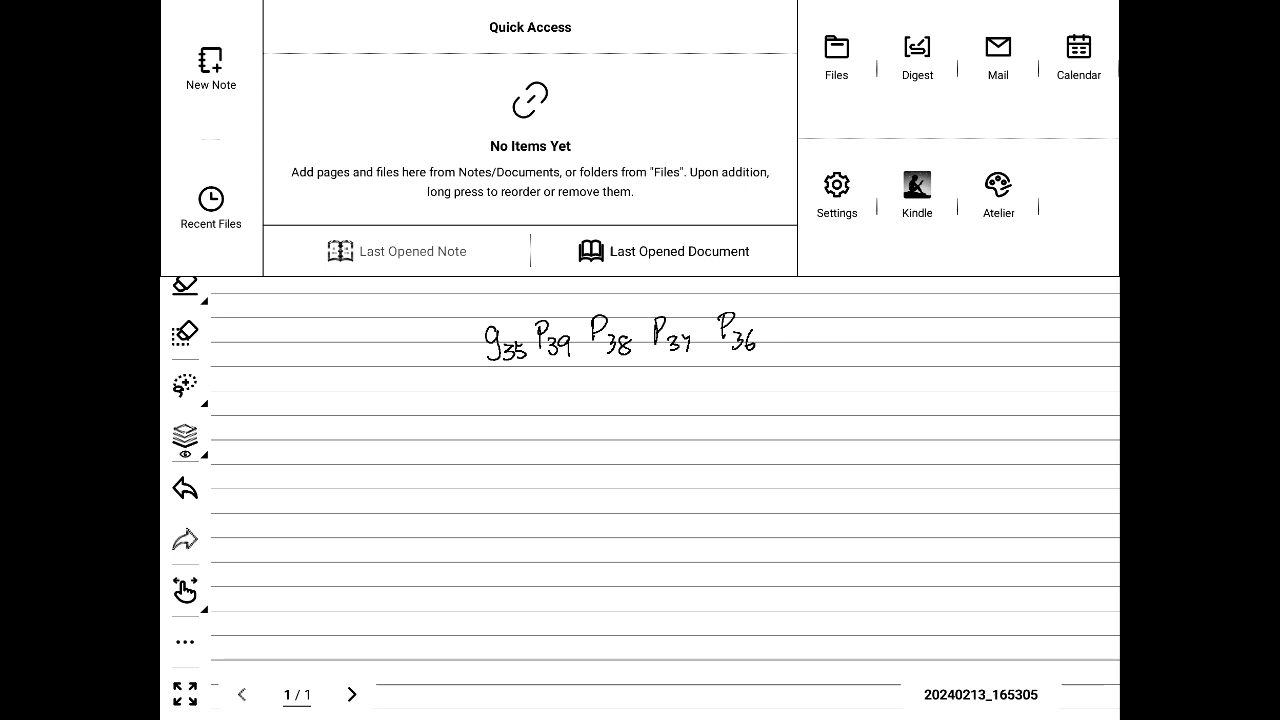 Quick Access
New Note
Files
Digest
Mail
Calendar
No Items Yet
Add pages and files here from Notes/Documents, or folders from "Files". Upon addition,
long press to reorder or remove them.
Recent Files
Settings
Kindle
Atelier
Last Opened Note
Last Opened Document
g35 P39 P38 P37 P36
1 / 1
20240213_165305